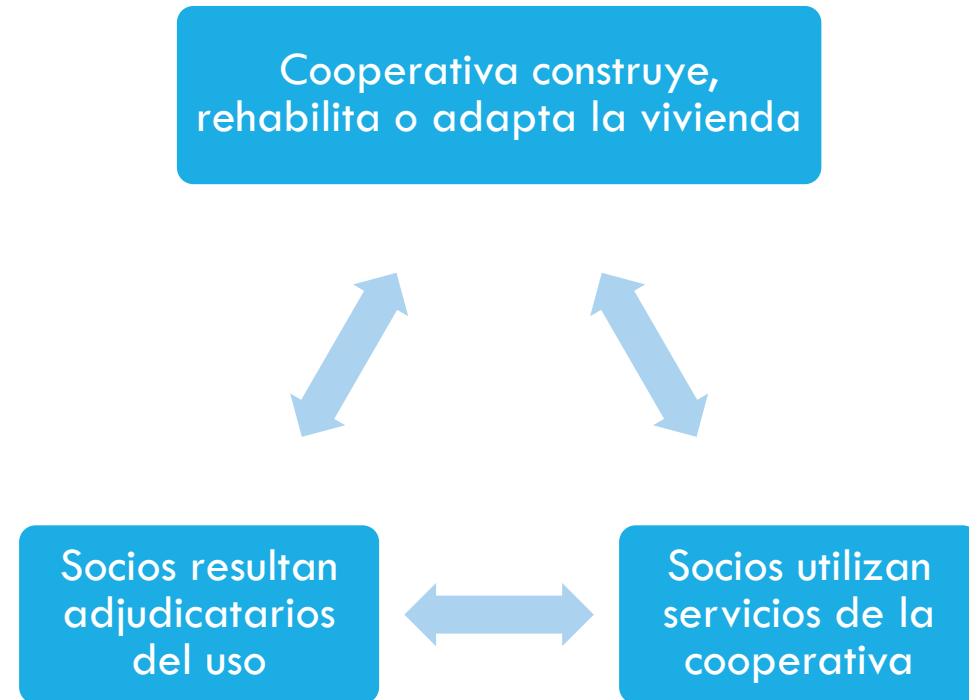 Cooperativa construye,
rehabilita o adapta la vivienda
Socios resultan
adjudicatarios
del uso
Socios utilizan
servicios de la
cooperativa